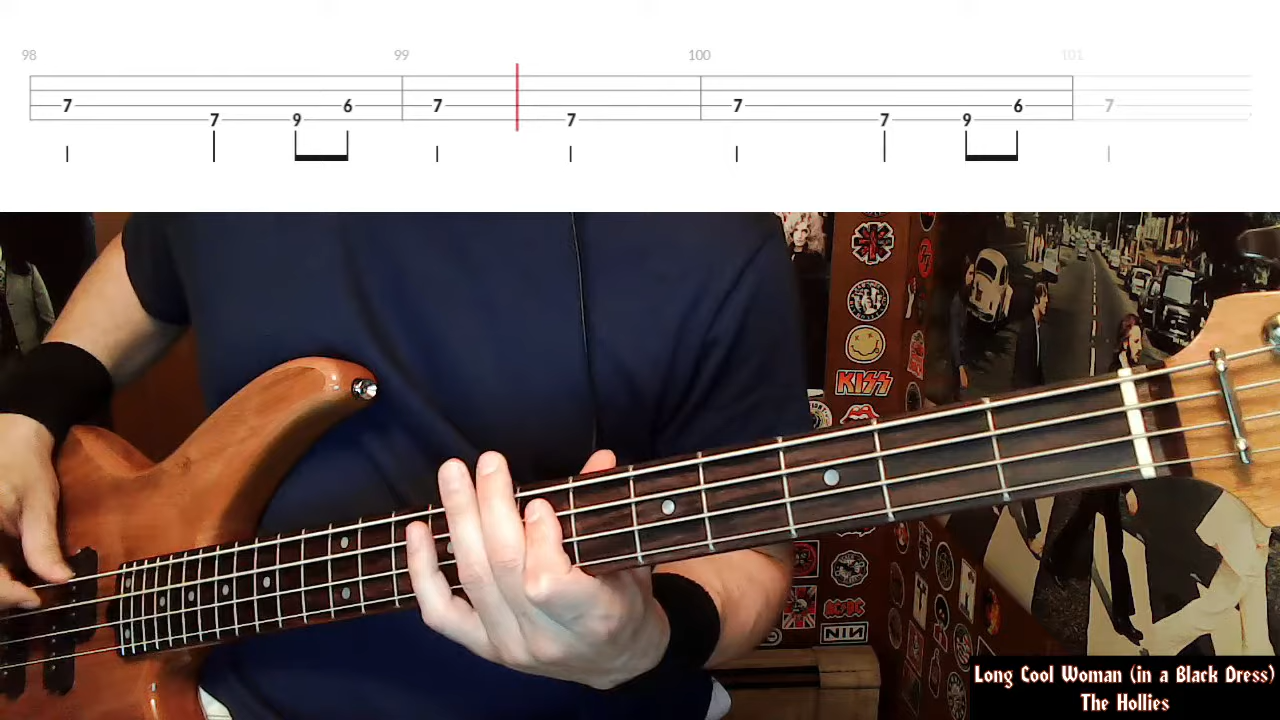 98 99 100 101
7 6 7 7 6 7
7 9 7 7 9
KISS
AC/DC
NIN
Long Cool Woman (in a Black Dress)
The Hollies